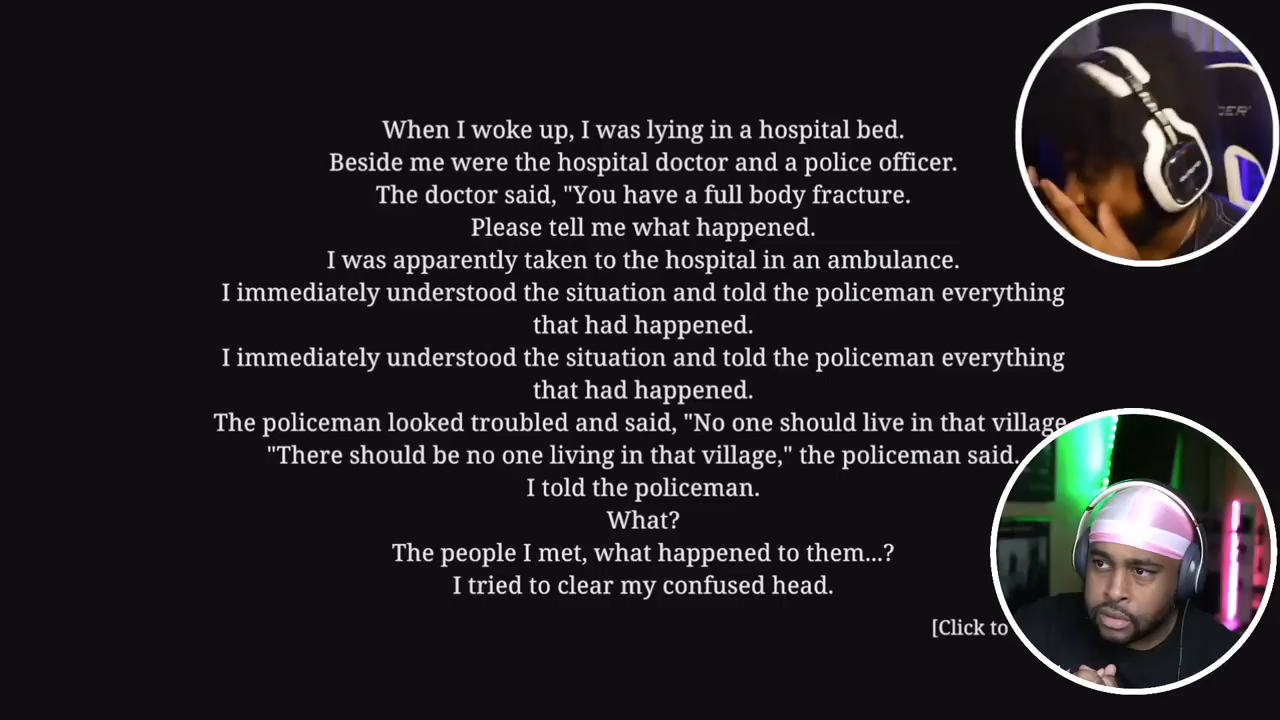 When I woke up, I was lying in a hospital bed.
Beside me were the hospital doctor and a police officer.
The doctor said, "You have a full body fracture.
Please tell me what happened.
I was apparently taken to the hospital in an ambulance.
I immediately understood the situation and told the policeman everything
that had happened.
I immediately understood the situation and told the policeman everything
that had happened.
The policeman looked troubled and said, "No one should live in that village
"There should be no one living in that village," the policeman said.
I told the policeman.
What?
The people I met, what happened to them...?
I tried to clear my confused head.
[Click to